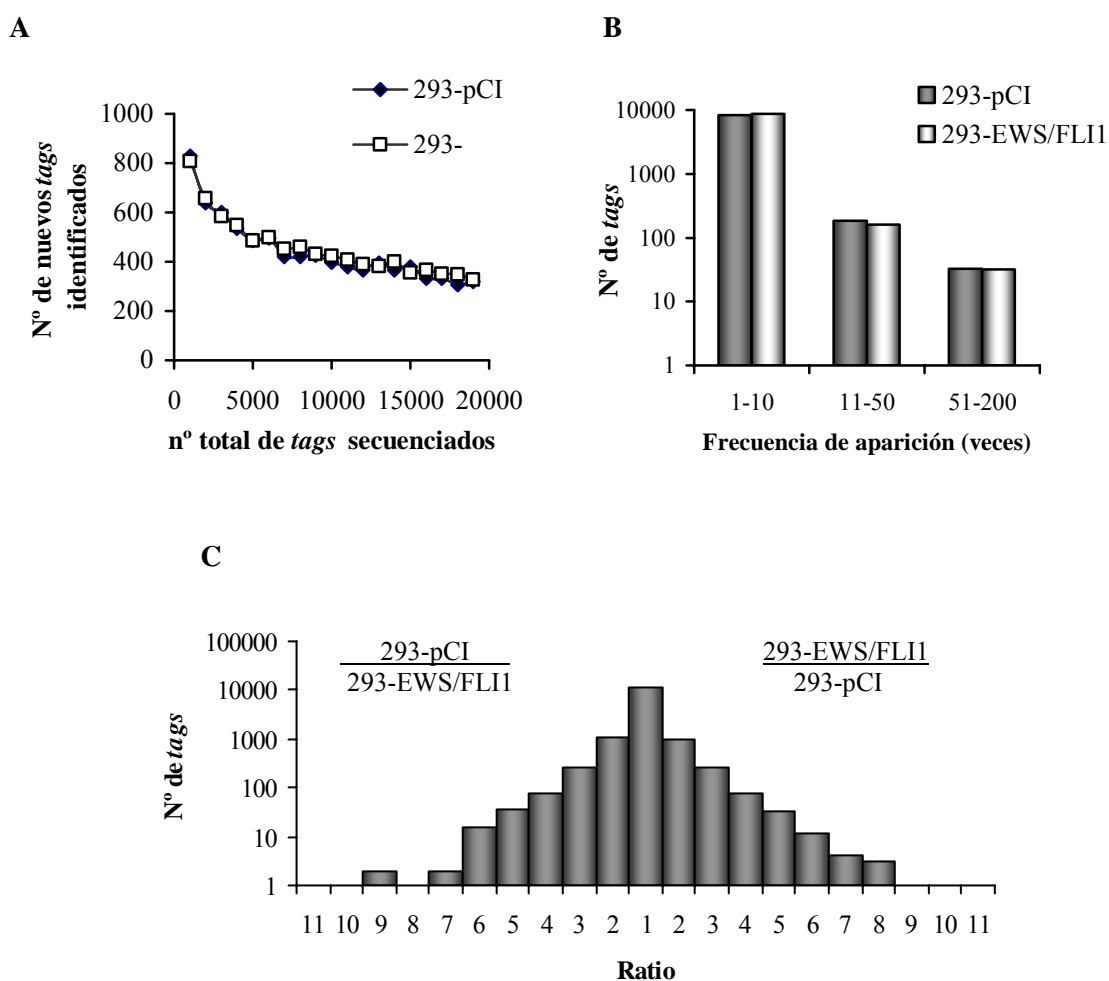 A
293-pCI
293-
1000
800
600
400
200
0
Nº de nuevos tags
identificados
0 5000 10000 15000 20000
nº total de tags secuenciados
B
293-pCI
293-EWS/FLI1
10000
1000
100
10
1
Nº de tags
1-10 11-50 51-200
Frecuencia de aparición (veces)
C
293-pCI
293-EWS/FLI1
293-EWS/FLI1
293-pCI
100000
10000
1000
100
10
1
Nº de tags
11 10 9 8 7 6 5 4 3 2 1 2 3 4 5 6 7 8 9 10 11
Ratio